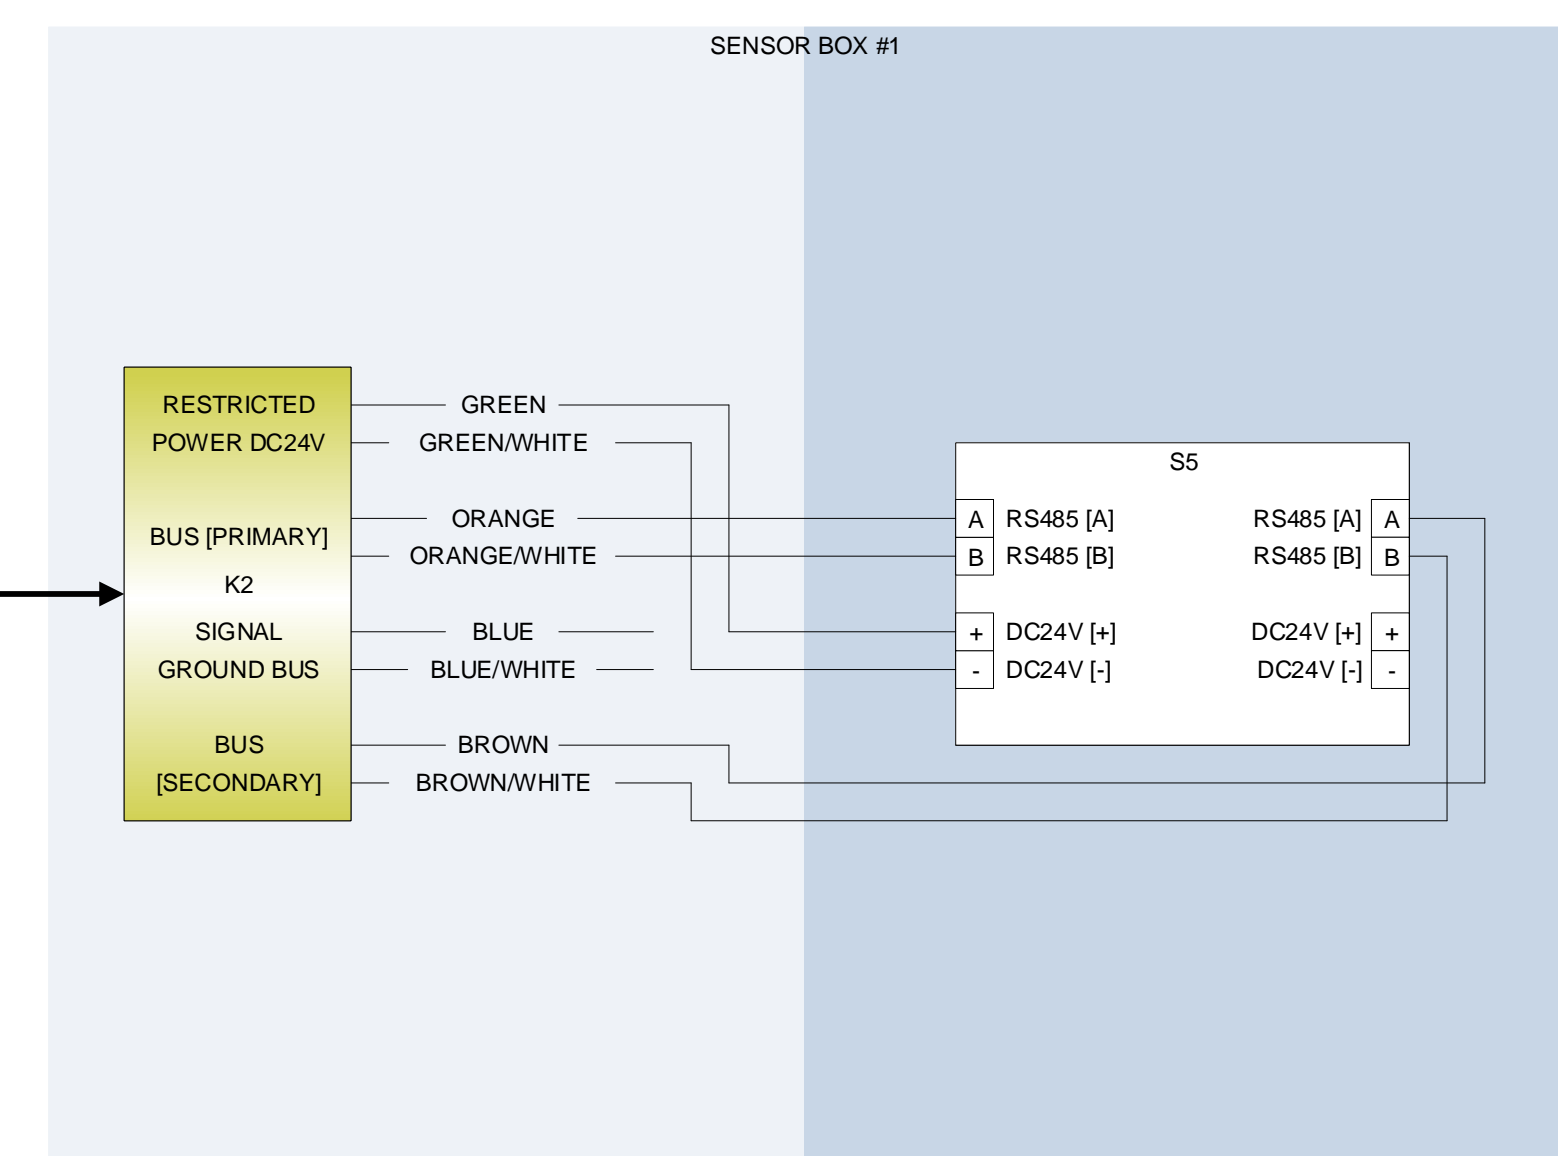 SENSOR BOX #1
RESTRICTED
POWER DC24V
BUS [PRIMARY]
K2
SIGNAL
GROUND BUS
BUS
[SECONDARY]
GREEN
GREEN/WHITE
ORANGE
ORANGE/WHITE
BLUE
BLUE/WHITE
BROWN
BROWN/WHITE
S5
A RS485 [A] RS485 [A] A
B RS485 [B] RS485 [B] B
+ DC24V [+] DC24V [+] +
- DC24V [-] DC24V [-] -